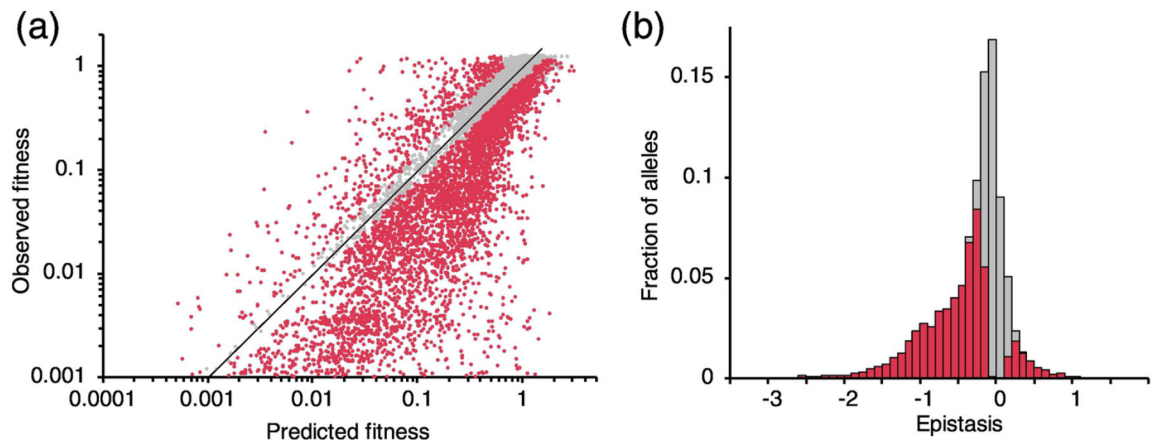 (a)
Observed fitness
1
0.1
0.01
0.001
0.0001 0.001 0.01 0.1 1
Predicted fitness
(b)
Fraction of alleles
0.15
0.1
0.05
0
-3 -2 -1 0 1
Epistasis